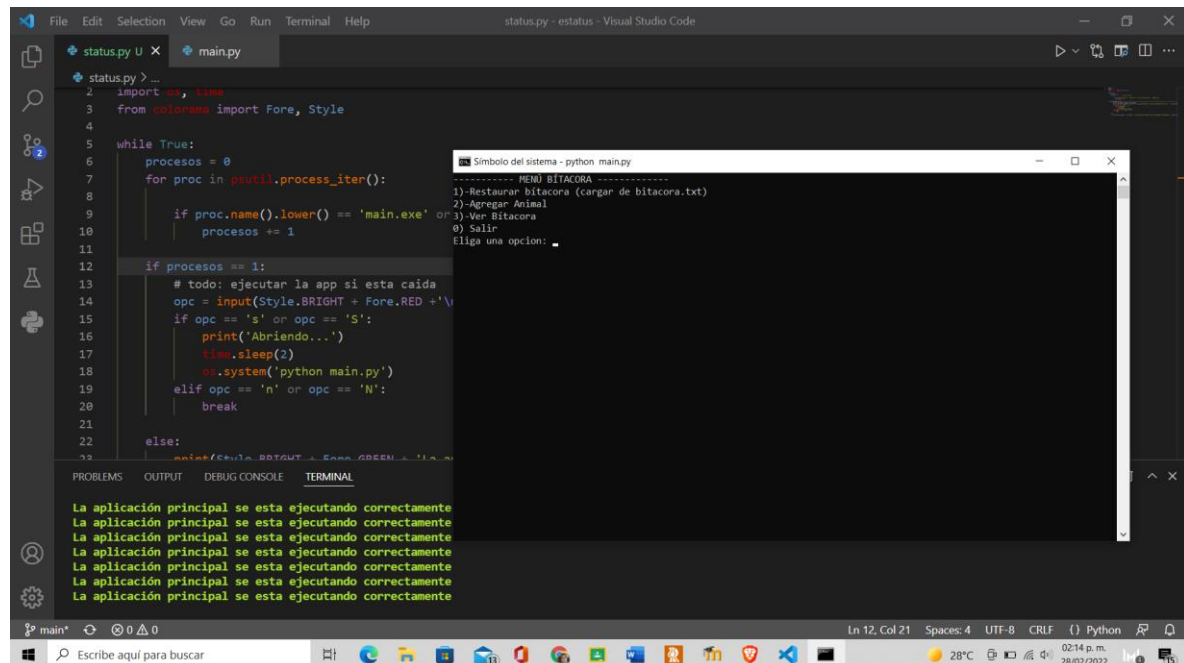 File Edit Selection View Go Run Terminal Help
status.py - estatus - Visual Studio Code
status.py U
main.py
status.py > ...
2 import os, time
3 from colorama import Fore, Style
4
5 while True:
6 procesos = 0
7 for proc in psutil.process_iter():
8
9 if proc.name().lower() == 'main.exe' or
10 procesos += 1
11
12 if procesos == 1:
13 # todo: ejecutar la app si esta caida
14 opc = input(Style.BRIGHT + Fore.RED +'\
15 if opc == 's' or opc == 'S':
16 print('Abriendo...')
17 time.sleep(2)
18 os.system('python main.py')
19 elif opc == 'n' or opc == 'N':
20 break
21
22 else:
23 print(Style.BRIGHT + Fore.GREEN + 'La
Símbolo del sistema - python main.py
----------- MENÚ BÍTACORA -------------
1)-Restaurar bítacora (cargar de bitacora.txt)
2)-Agregar Animal
3)-Ver Bítacora
0) Salir
Eliga una opcion:
PROBLEMS OUTPUT DEBUG CONSOLE TERMINAL
La aplicación principal se esta ejecutando correctamente
La aplicación principal se esta ejecutando correctamente
La aplicación principal se esta ejecutando correctamente
La aplicación principal se esta ejecutando correctamente
La aplicación principal se esta ejecutando correctamente
La aplicación principal se esta ejecutando correctamente
La aplicación principal se esta ejecutando correctamente
main* 0 0 Ln 12, Col 21 Spaces: 4 UTF-8 CRLF {} Python
Escribe aquí para buscar
28°C
02:14 p. m.
28/02/2022
15